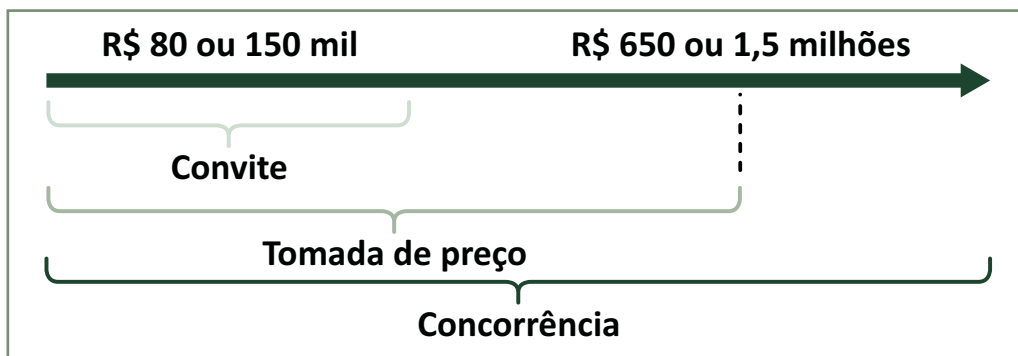 R$ 80 ou 150 mil
R$ 650 ou 1,5 milhões
Convite
Tomada de preço
Concorrência